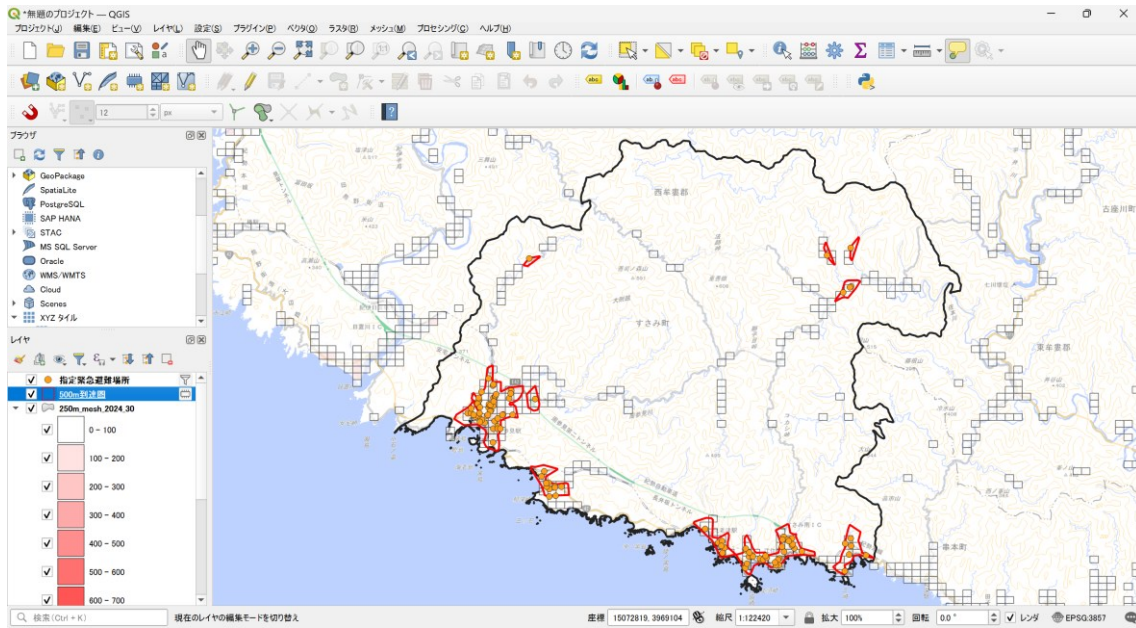 *無題のプロジェクト — QGIS
プロジェクト(J) 編集(E) ビュー(V) レイヤ(L) 設定(S) プラグイン(P) ベクタ(O) ラスタ(R) メッシュ(M) プロセシング(C) ヘルプ(H)
12 px
ブラウザ
GeoPackage
SpatiaLite
PostgreSQL
SAP HANA
STAC
MS SQL Server
Oracle
WMS/WMTS
Cloud
Scenes
XYZ タイル
レイヤ
指定緊急避難場所
500m到達圏
250m_mesh_2024_30
0 - 100
100 - 200
200 - 300
300 - 400
400 - 500
500 - 600
600 - 700
西牟婁郡
すさみ町
古座川町
東牟婁郡
串本町
すさみ南IC
検索(Ctrl + K) 現在のレイヤの編集モードを切り替え 座標 15072819, 3969104 縮尺 1:122420 拡大 100% 回転 0.0° レンダ EPSG:3857